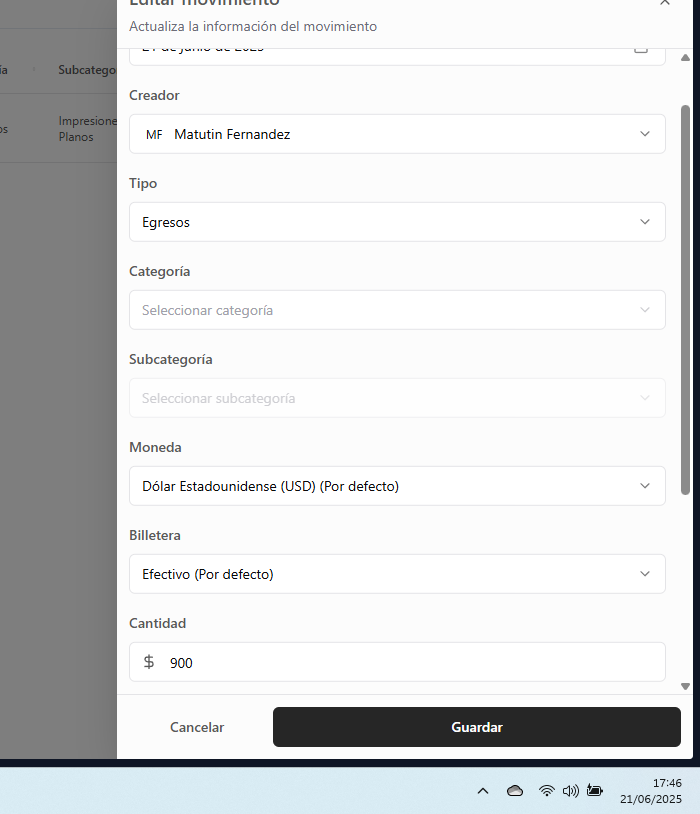 Editar movimiento
Actualiza la información del movimiento
21 de junio de 2025
ía
Subcatego
Creador
os
Impresione
Planos
MF Matutin Fernandez
Tipo
Egresos
Categoría
Seleccionar categoría
Subcategoría
Seleccionar subcategoría
Moneda
Dólar Estadounidense (USD) (Por defecto)
Billetera
Efectivo (Por defecto)
Cantidad
$ 900
Cancelar
Guardar
17:46
21/06/2025